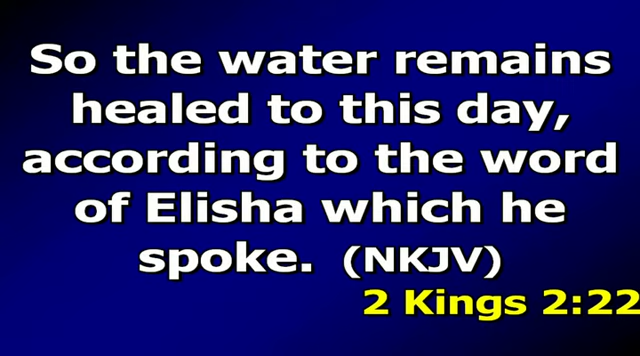 So the water remains
healed to this day,
according to the word
of Elisha which he
spoke.  (NKJV)
2 Kings 2:22